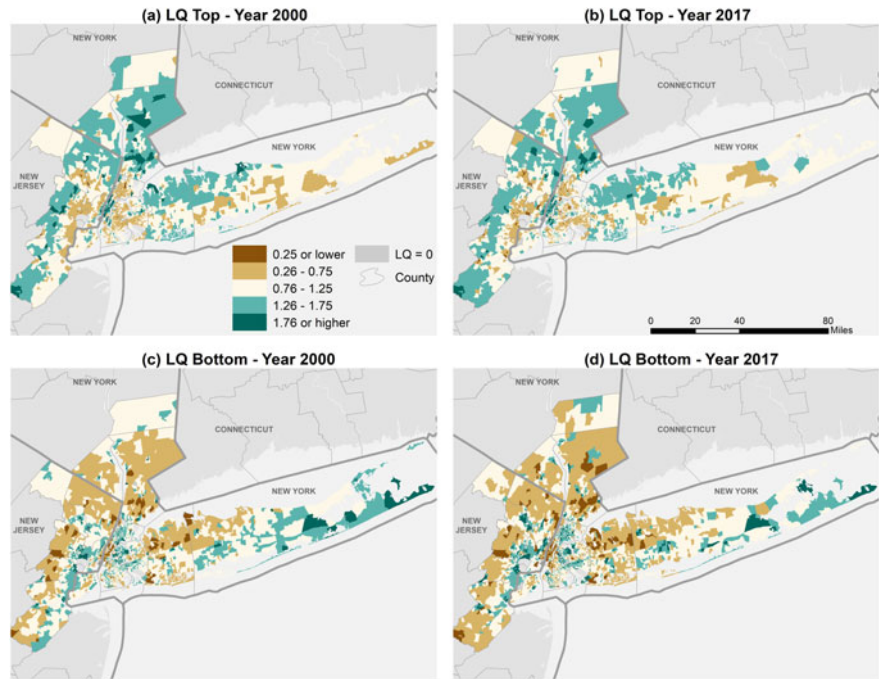 (a) LQ Top - Year 2000
NEW YORK
CONNECTICUT
NEW YORK
NEW
JERSEY
0.25 or lower
0.26 - 0.75
0.76 - 1.25
1.26 - 1.75
1.76 or higher
LQ = 0
County
(b) LQ Top - Year 2017
NEW YORK
CONNECTICUT
NEW YORK
NEW
JERSEY
0 20 40 80
Miles
(c) LQ Bottom - Year 2000
NEW YORK
CONNECTICUT
NEW YORK
NEW
JERSEY
(d) LQ Bottom - Year 2017
NEW YORK
CONNECTICUT
NEW YORK
NEW
JERSEY